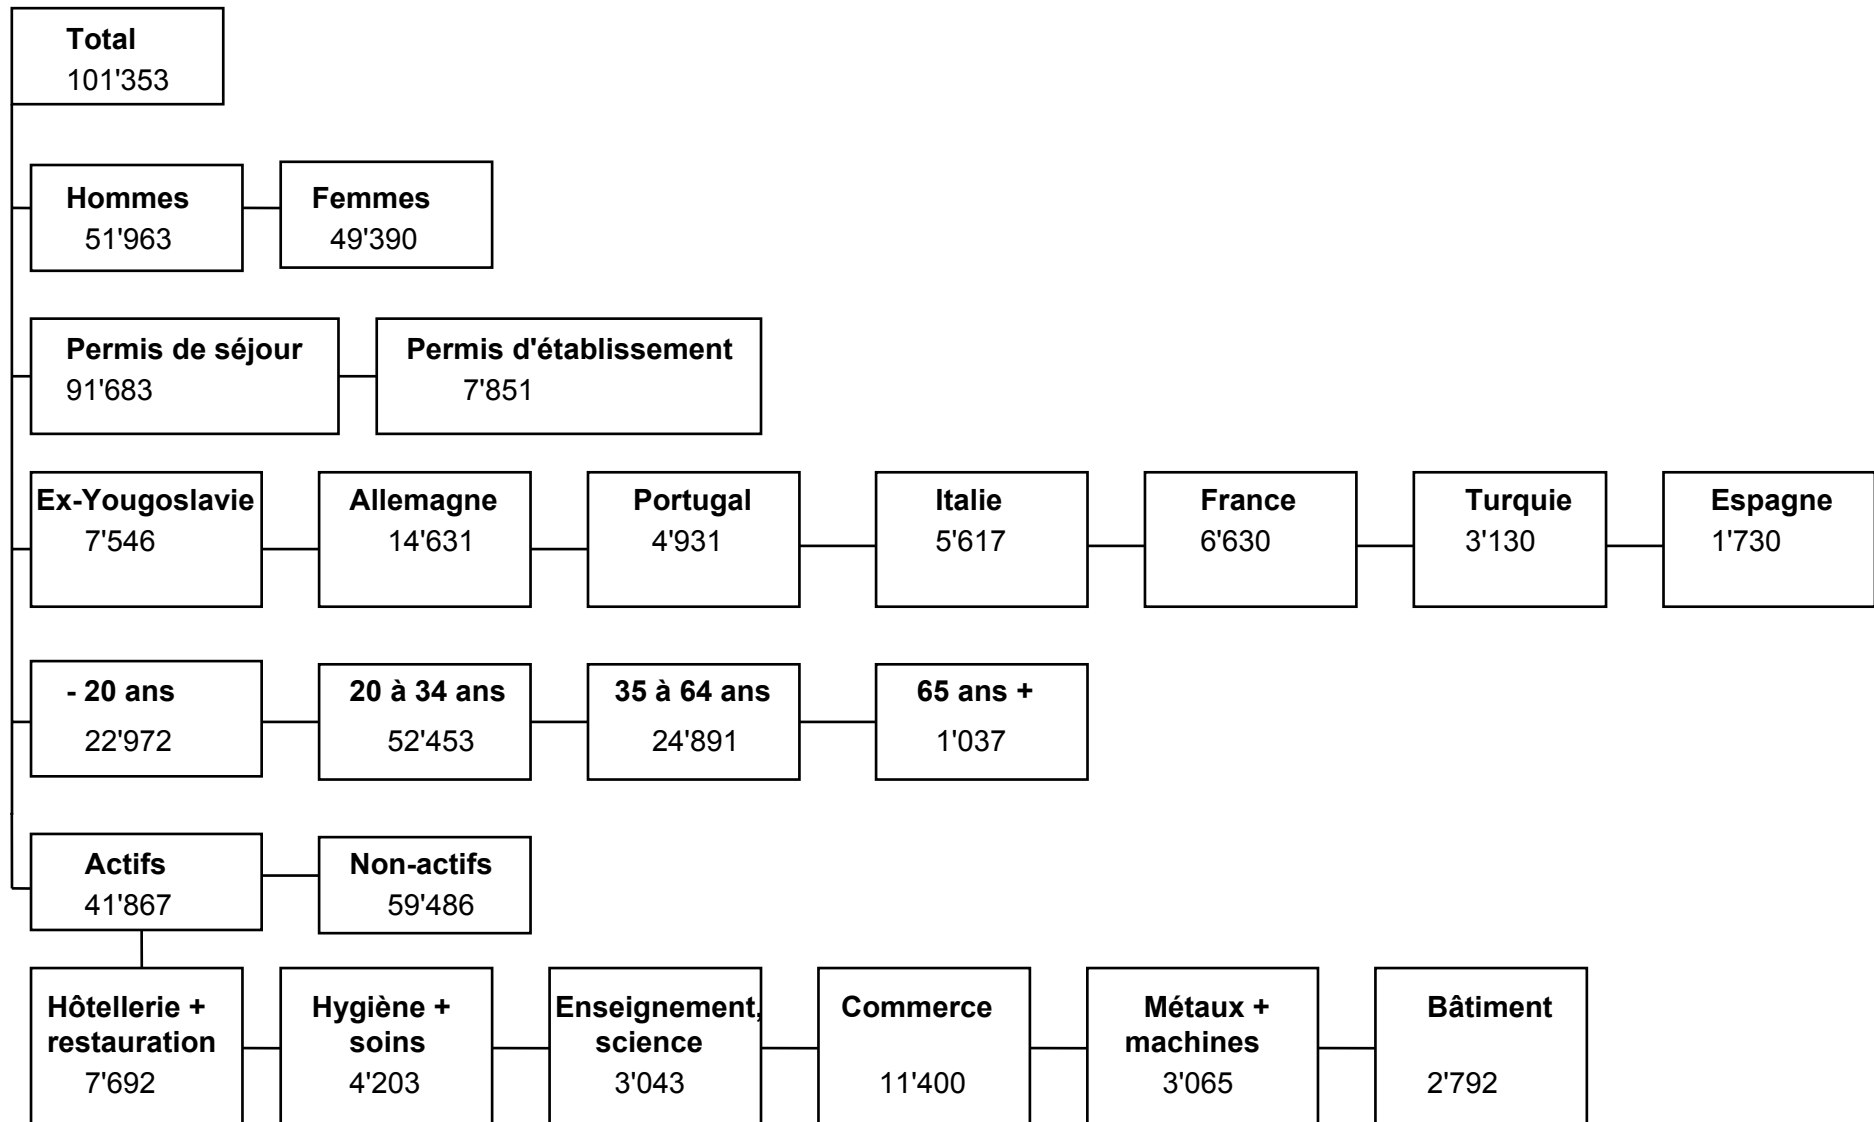 Total
101'353
Hommes
51'963
Femmes
49'390
Permis de séjour
91'683
Permis d'établissement
7'851
Ex-Yougoslavie
7'546
Allemagne
14'631
Portugal
4'931
Italie
5'617
France
6'630
Turquie
3'130
Espagne
1'730
- 20 ans
22'972
20 à 34 ans
52'453
35 à 64 ans
24'891
65 ans +
1'037
Actifs
41'867
Non-actifs
59'486
Hôtellerie +
restauration
7'692
Hygiène +
soins
4'203
Enseignement,
science
3'043
Commerce
11'400
Métaux +
machines
3'065
Bâtiment
2'792